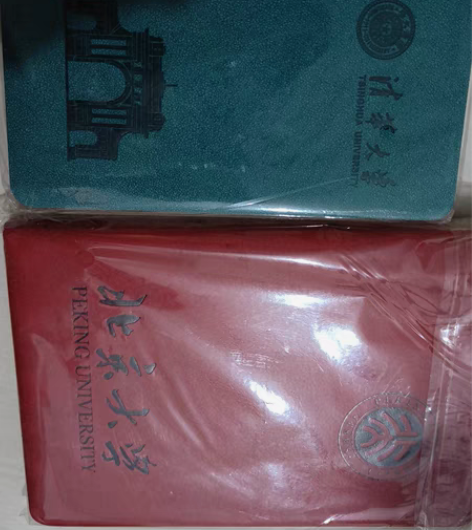 清华大学
TSINGHUA UNIVERSITY
北京大学
PEKING UNIVERSITY